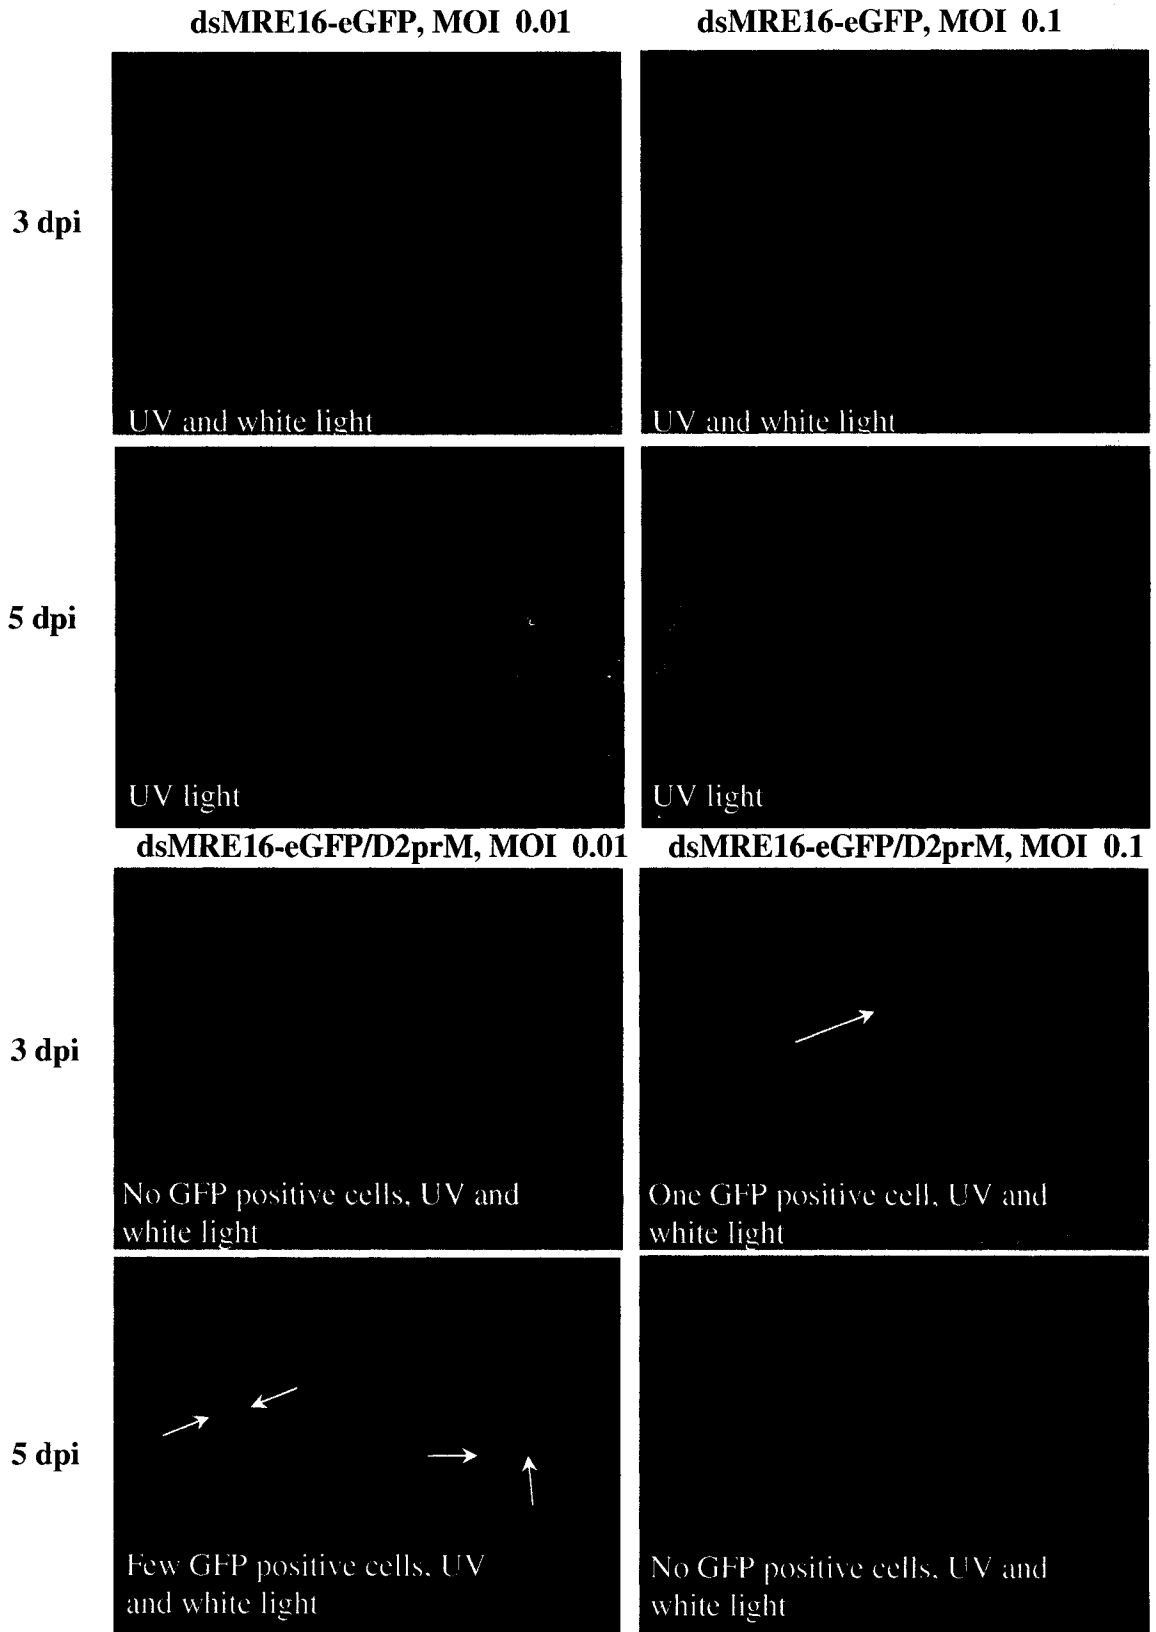 dsMRE16-eGFP, MOI 0.01
dsMRE16-eGFP, MOI 0.1
3 dpi
UV and white light
UV and white light
5 dpi
UV light
UV light
dsMRE16-eGFP/D2prM, MOI 0.01
dsMRE16-eGFP/D2prM, MOI 0.1
3 dpi
No GFP positive cells, UV and
white light
One GFP positive cell, UV and
white light
5 dpi
Few GFP positive cells, UV
and white light
No GFP positive cells, UV and
white light